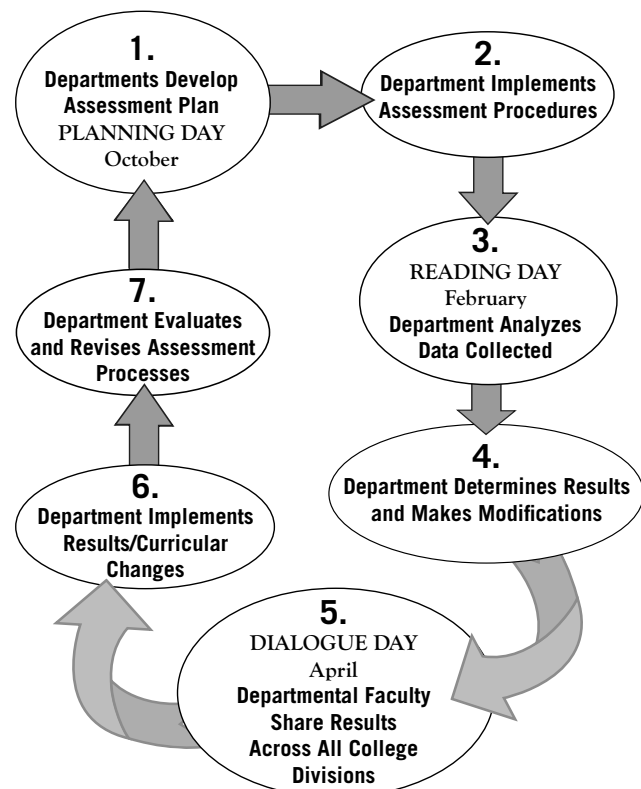 1.
Departments Develop
Assessment Plan
PLANNING DAY
October
2.
Department Implements
Assessment Procedures
3.
READING DAY
February
Department Analyzes
Data Collected
4.
Department Determines Results
and Makes Modifications
5.
DIALOGUE DAY
April
Departmental Faculty
Share Results
Across All College
Divisions
6.
Department Implements
Results/Curricular
Changes
7.
Department Evaluates
and Revises Assessment
Processes